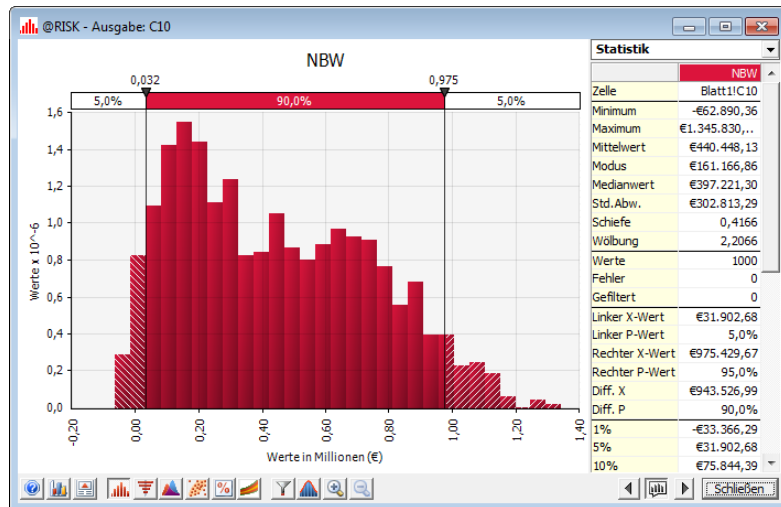 @RISK - Ausgabe: C10
NBW
0,032
0,975
5,0%
90,0%
5,0%
1,6
1,4
1,2
1,0
0,8
0,6
0,4
0,2
0,0
Werte x 10^-6
-0,20
0,00
0,20
0,40
0,60
0,80
1,00
1,20
1,40
Werte in Millionen (€)
Statistik
NBW
Zelle Blatt1!C10
Minimum -€62.890,36
Maximum €1.345.830,...
Mittelwert €440.448,13
Modus €161.166,86
Medianwert €397.221,30
Std.Abw. €302.813,29
Schiefe 0,4166
Wölbung 2,2066
Werte 1000
Fehler 0
Gefiltert 0
Linker X-Wert €31.902,68
Linker P-Wert 5,0%
Rechter X-Wert €975.429,67
Rechter P-Wert 95,0%
Diff. X €943.526,99
Diff. P 90,0%
1% -€33.366,29
5% €31.902,68
10% €75.844,39
Schließen